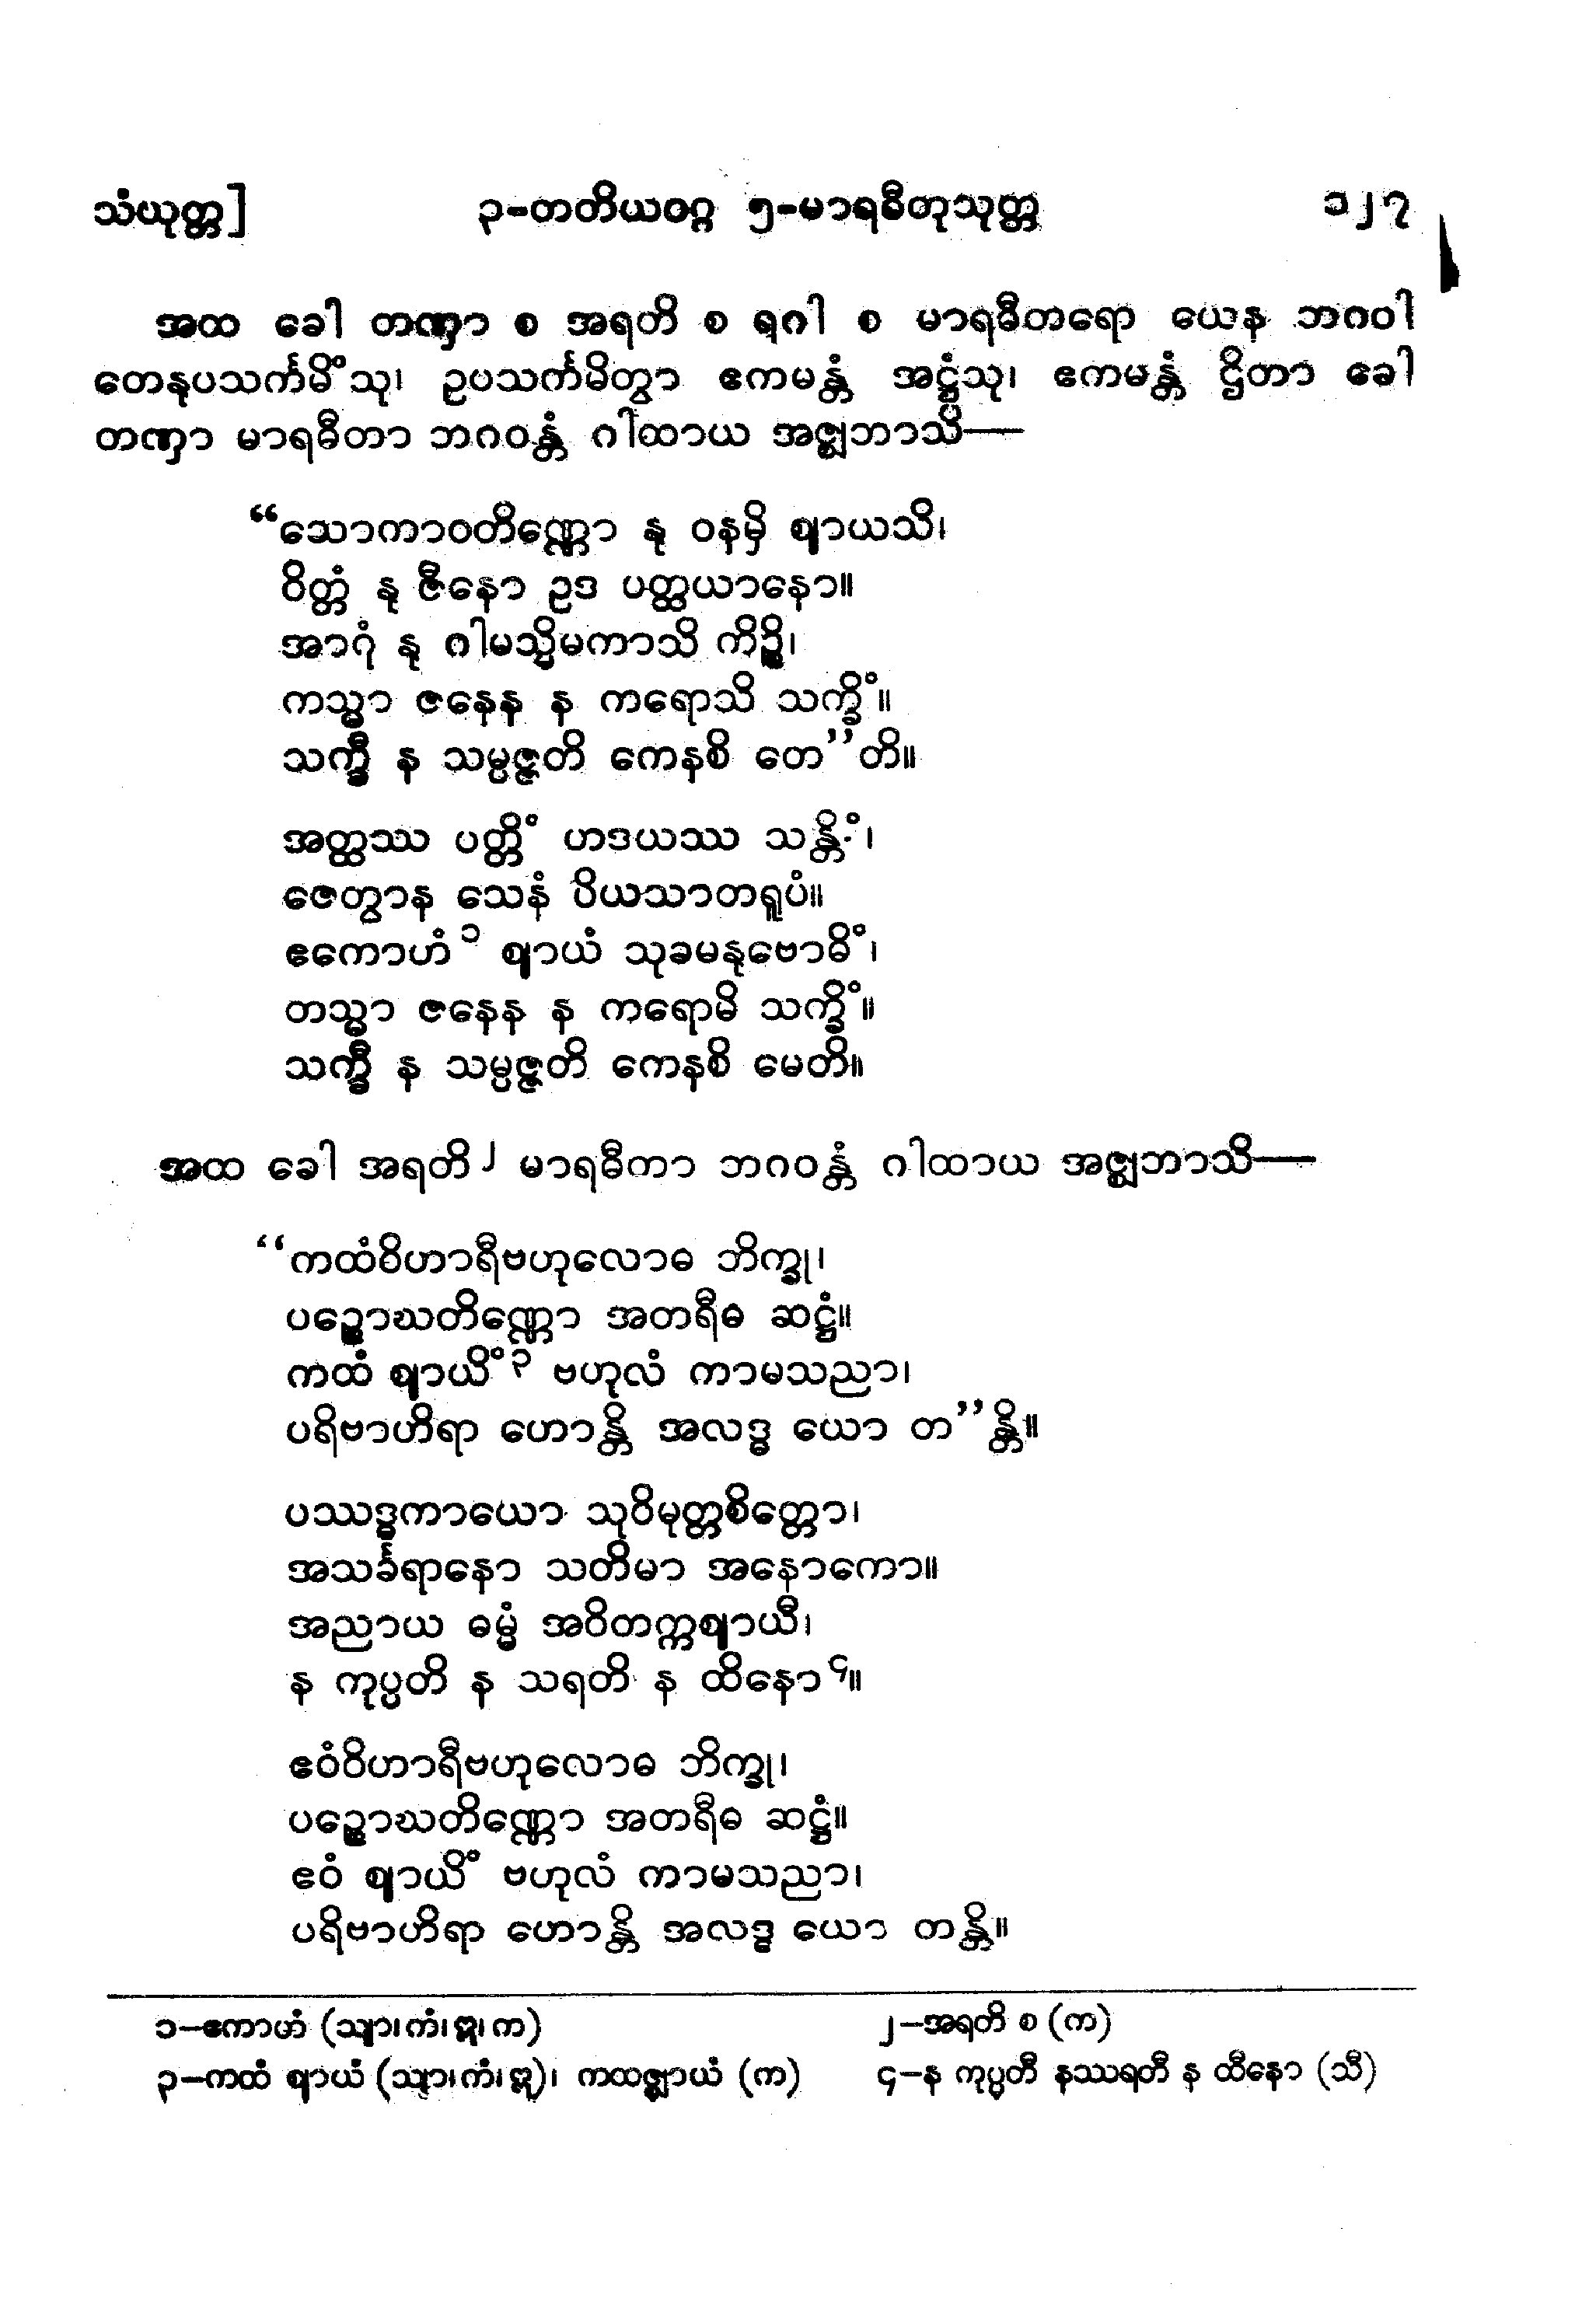 သံယုတ္တ] ၃-တတိယဝဂ္ဂ ၅-မာရဓီတုသုတ္တ ၁၂၇
အထ ခေါ တဏှာ စ အရတိ စ ရဂါ စ မာရဓီတရော ယေန ဘဂဝါ
တေနုပသင်္ကမိံသု၊ ဥပသင်္ကမိတွာ ဧကမန္တံ အဋ္ဌံသု၊ ဧကမန္တံ ဌိတာ ခေါ
တဏှာ မာရဓီတာ ဘဂဝန္တံ ဂါထာယ အဇ္ဈဘာသိ—
“သောကာဝတိဏ္ဏော နု ဝနမှိ ဈာယသိ၊
ဝိတ္တံ နု ဇီနော ဥဒ ပတ္ထယာနော။
အာဂုံ နု ဂါမသ္မိမကာသိ ကိဉ္စိ၊
ကသ္မာ ဇနေန န ကရောသိ သက္ခိံ။
သက္ခီ န သမ္ပဇ္ဇတိ ကေနစိ တေ”တိ။
အတ္ထဿ ပတ္တိံ ဟဒယဿ သန္တိံ၊
ဇေတွာန သေနံ ပိယသာတရူပံ။
ဧကောဟံ ၁ ဈာယံ သုခမနုဗောဓိံ၊
တသ္မာ ဇနေန န ကရောမိ သက္ခိံ။
သက္ခီ န သမ္ပဇ္ဇတိ ကေနစိ မေတိ။
အထ ခေါ အရတိ ၂ မာရဓီတာ ဘဂဝန္တံ ဂါထာယ အဇ္ဈဘာသိ—
“ကထံဝိဟာရီဗဟုလောဓ ဘိက္ခု၊
ပဉ္စောဃတိဏ္ဏော အတရီဓ ဆဋ္ဌံ။
ကထံ ဈာယိံ ၃ ဗဟုလံ ကာမသညာ၊
ပရိဗာဟိရာ ဟောန္တိ အလဒ္ဓ ယော တ”န္တိ။
ပဿဒ္ဓကာယော သုဝိမုတ္တစိတ္တော၊
အသင်္ခရာနော သတိမာ အနောကော။
အညာယ ဓမ္မံ အဝိတက္ကဈာယီ၊
န ကုပ္ပတိ န သရတိ န ထိနော ၄။
ဧဝံဝိဟာရီဗဟုလောဓ ဘိက္ခု၊
ပဉ္စောဃတိဏ္ဏော အတရီဓ ဆဋ္ဌံ။
ဧဝံ ဈာယိံ ဗဟုလံ ကာမသညာ၊
ပရိဗာဟိရာ ဟောန္တိ အလဒ္ဓ ယော တန္တိ။
၁-ဧကာဟံ (သျာ၊ ကံ၊ ဣ၊ က) ၂-အရတိ စ (က)
၃-ကထံ ဈာယံ (သျာ၊ ကံ၊ ဣ)၊ ကထဇ္ဈာယံ (က) ၄-န ကုပ္ပတီ နဿရတီ န ထီနော (သီ)